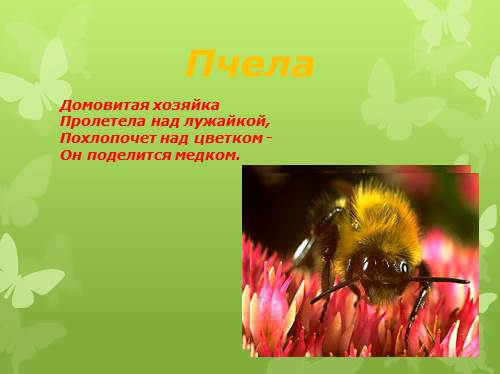 Пчела
Домовитая хозяйка
Пролетела над лужайкой,
Похлопочет над цветком -
Он поделится медком.